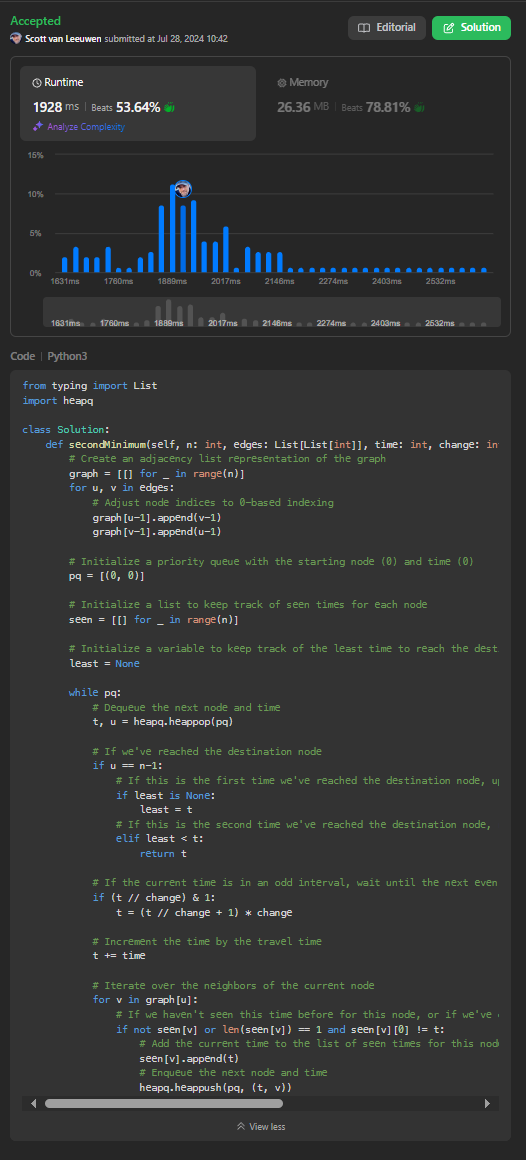 Accepted
Scott van Leeuwen submitted at Jul 28, 2024 10:42
Editorial
Solution
Runtime
1928 ms | Beats 53.64%
Analyze Complexity
Memory
26.36 MB | Beats 78.81%
15%
10%
5%
0%
1631ms 1760ms 1889ms 2017ms 2146ms 2274ms 2403ms 2532ms
1631ms 1760ms 1889ms 2017ms 2146ms 2274ms 2403ms 2532ms
Code | Python3
from typing import List
import heapq
class Solution:
    def secondMinimum(self, n: int, edges: List[List[int]], time: int, change: in
        # Create an adjacency list representation of the graph
        graph = [[] for _ in range(n)]
        for u, v in edges:
            # Adjust node indices to 0-based indexing
            graph[u-1].append(v-1)
            graph[v-1].append(u-1)
        # Initialize a priority queue with the starting node (0) and time (0)
        pq = [(0, 0)]
        # Initialize a list to keep track of seen times for each node
        seen = [[] for _ in range(n)]
        # Initialize a variable to keep track of the least time to reach the dest
        least = None
        while pq:
            # Dequeue the next node and time
            t, u = heapq.heappop(pq)
            # If we've reached the destination node
            if u == n-1:
                # If this is the first time we've reached the destination node, u
                if least is None:
                    least = t
                # If this is the second time we've reached the destination node,
                elif least < t:
                    return t
            # If the current time is in an odd interval, wait until the next even
            if (t // change) & 1:
                t = (t // change + 1) * change
            # Increment the time by the travel time
            t += time
            # Iterate over the neighbors of the current node
            for v in graph[u]:
                # If we haven't seen this time before for this node, or if we've
                if not seen[v] or len(seen[v]) == 1 and seen[v][0] != t:
                    # Add the current time to the list of seen times for this nod
                    seen[v].append(t)
                    # Enqueue the next node and time
                    heapq.heappush(pq, (t, v))
View less